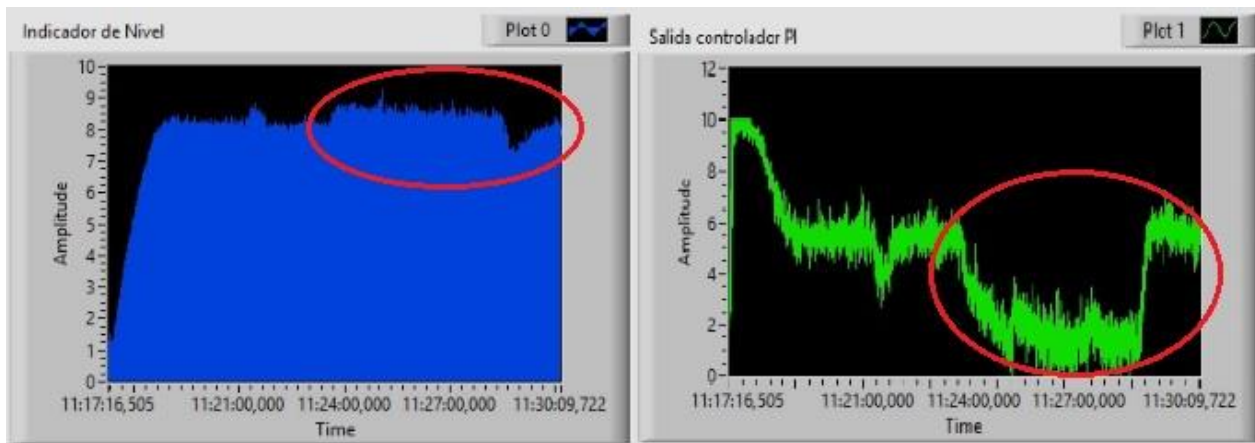 Indicador de Nivel
Plot 0
Amplitude
10
9
8
7
6
5
4
3
2
1
0
11:17:16,505 11:21:00,000 11:24:00,000 11:27:00,000 11:30:09,722
Time
Salida controlador PI
Plot 1
Amplitude
12
10
8
6
4
2
0
11:17:16,505 11:21:00,000 11:24:00,000 11:27:00,000 11:30:09,722
Time